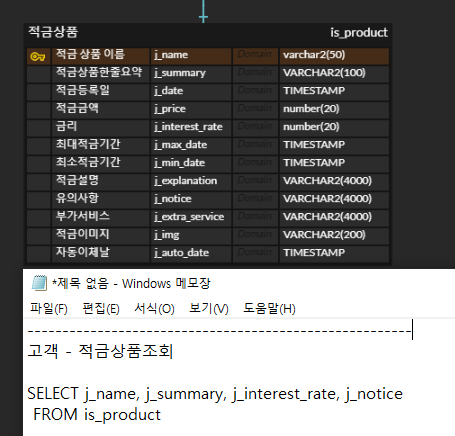 적금상품 is_product
적금 상품 이름 j_name Domain varchar2(50)
적금상품한줄요약 j_summary Domain VARCHAR2(100)
적금등록일 j_date Domain TIMESTAMP
적금금액 j_price Domain number(20)
금리 j_interest_rate Domain number(20)
최대적금기간 j_max_date Domain TIMESTAMP
최소적금기간 j_min_date Domain TIMESTAMP
적금설명 j_explanation Domain VARCHAR2(4000)
유의사항 j_notice Domain VARCHAR2(4000)
부가서비스 j_extra_service Domain VARCHAR2(4000)
적금이미지 j_img Domain VARCHAR2(200)
자동이체날 j_auto_date Domain TIMESTAMP
*제목 없음 - Windows 메모장
파일(F) 편집(E) 서식(O) 보기(V) 도움말(H)
------------------------------------------------------
고객 - 적금상품조회
SELECT j_name, j_summary, j_interest_rate, j_notice
FROM is_product